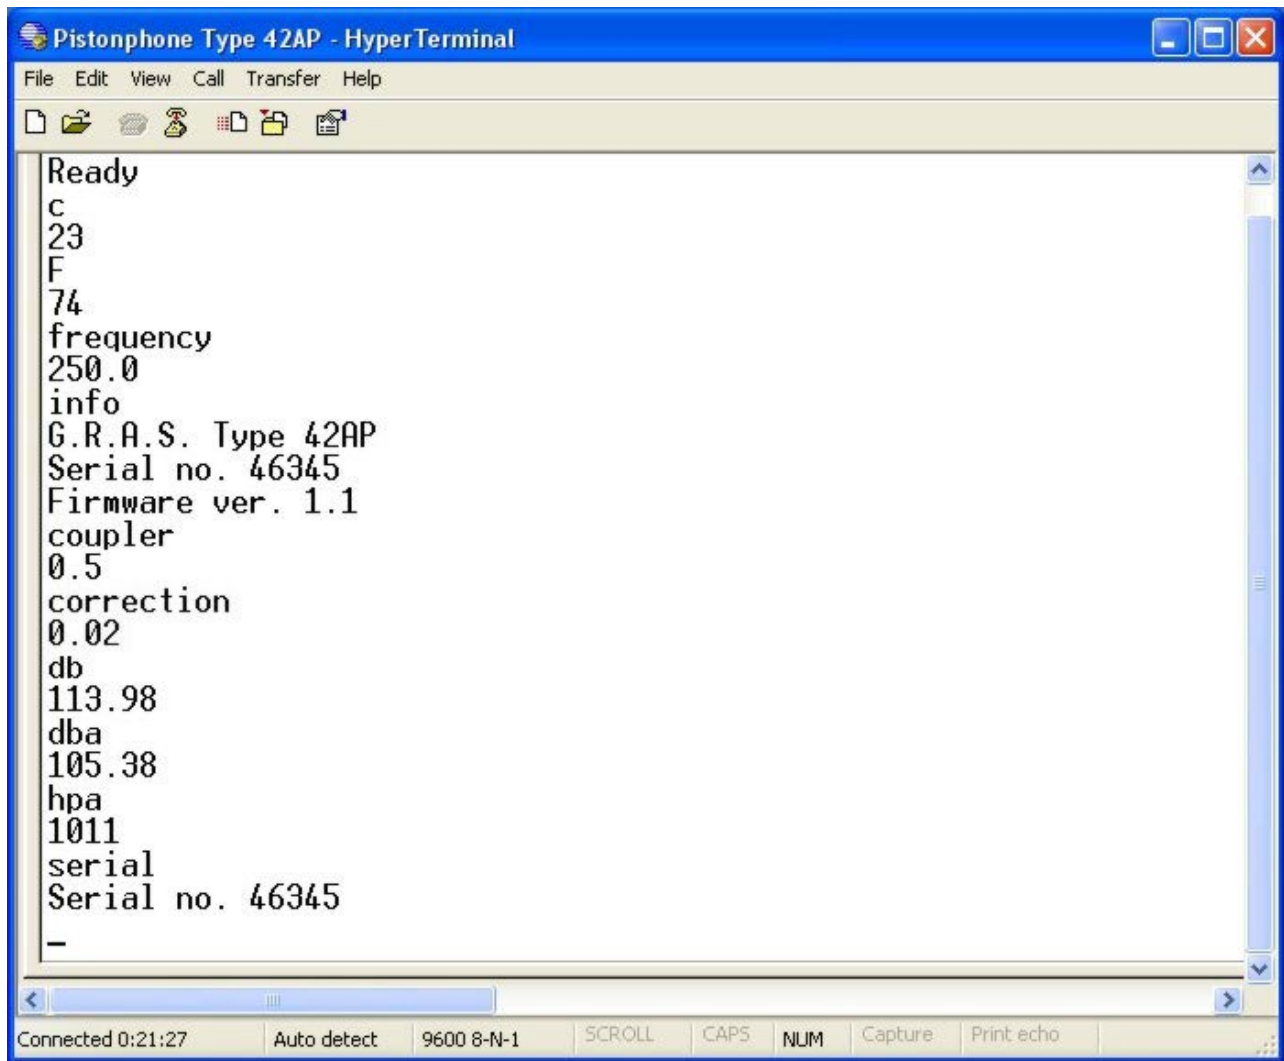 Pistonphone Type 42AP - HyperTerminal
File Edit View Call Transfer Help
Ready
c
23
F
74
frequency
250.0
info
G.R.A.S. Type 42AP
Serial no. 46345
Firmware ver. 1.1
coupler
0.5
correction
0.02
db
113.98
dba
105.38
hpa
1011
serial
Serial no. 46345
_
Connected 0:21:27 Auto detect 9600 8-N-1 SCROLL CAPS NUM Capture Print echo